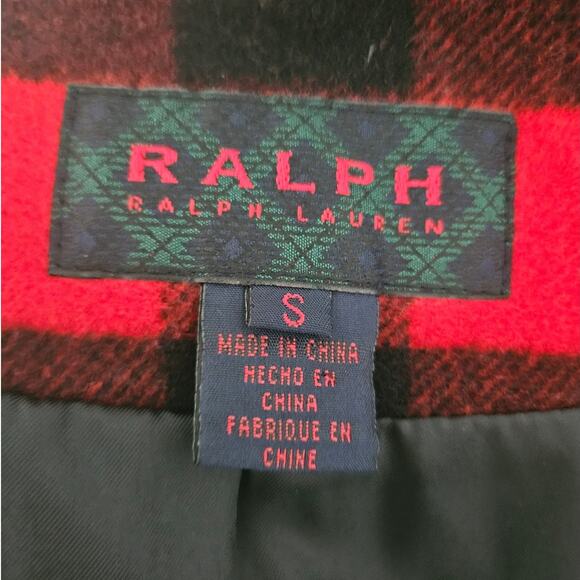 RALPH
RALPH LAUREN
S
MADE IN CHINA
HECHO EN
CHINA
FABRIQUE EN
CHINE